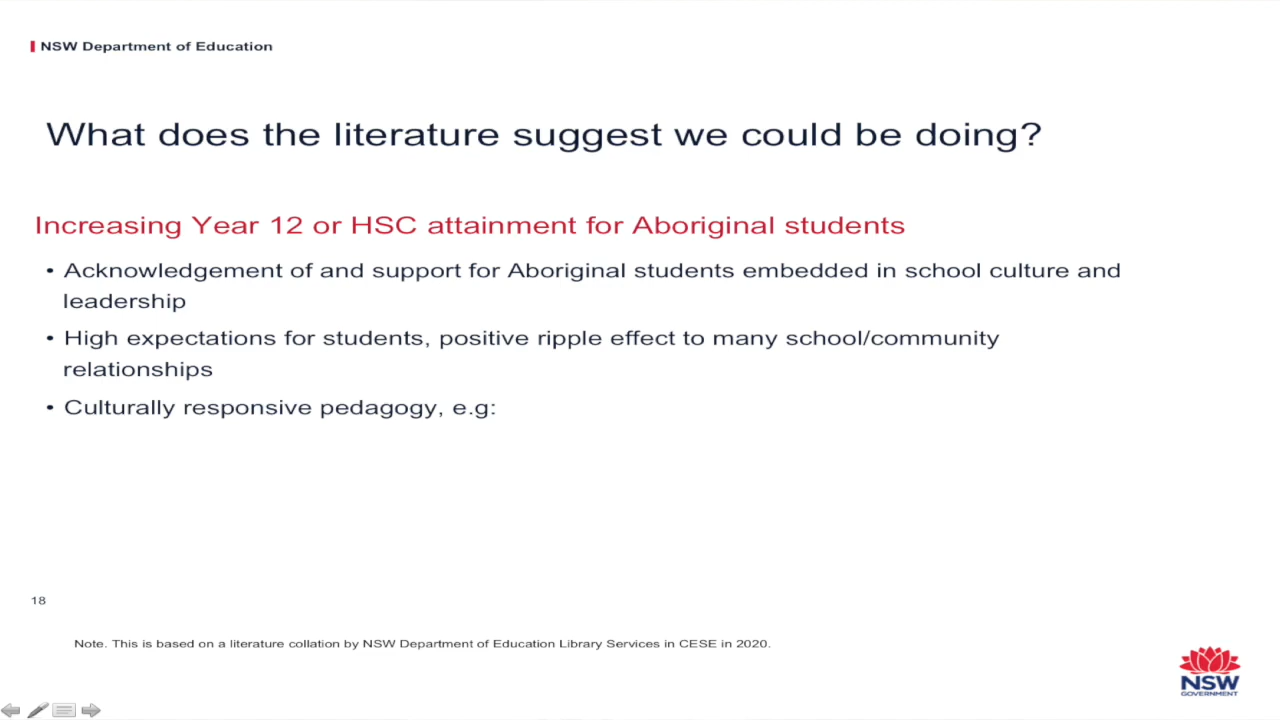 NSW Department of Education
What does the literature suggest we could be doing?
Increasing Year 12 or HSC attainment for Aboriginal students
• Acknowledgement of and support for Aboriginal students embedded in school culture and
leadership
• High expectations for students, positive ripple effect to many school/community
relationships
• Culturally responsive pedagogy, e.g:
18
Note. This is based on a literature collation by NSW Department of Education Library Services in CESE in 2020.
NSW
GOVERNMENT